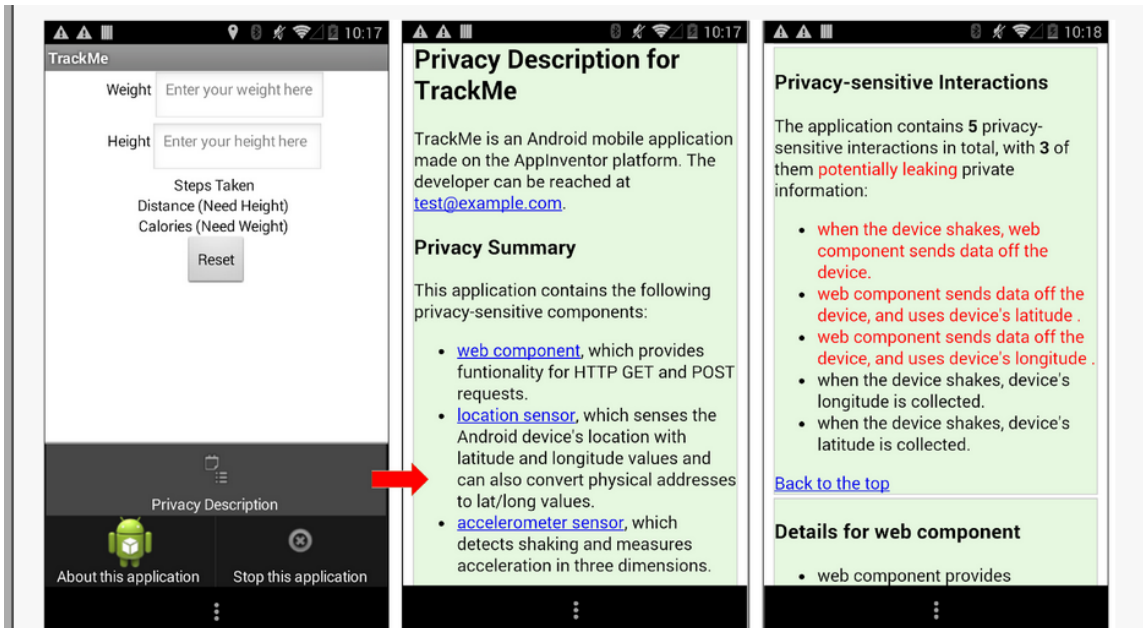 10:17
TrackMe
Weight Enter your weight here
Height Enter your height here
Steps Taken
Distance (Need Height)
Calories (Need Weight)
Reset
Privacy Description
About this application Stop this application
10:17
Privacy Description for
TrackMe
TrackMe is an Android mobile application
made on the AppInventor platform. The
developer can be reached at
test@example.com.
Privacy Summary
This application contains the following
privacy-sensitive components:
• web component, which provides
funtionality for HTTP GET and POST
requests.
• location sensor, which senses the
Android device's location with
latitude and longitude values and
can also convert physical addresses
to lat/long values.
• accelerometer sensor, which
detects shaking and measures
acceleration in three dimensions.
10:18
Privacy-sensitive Interactions
The application contains 5 privacy-
sensitive interactions in total, with 3 of
them potentially leaking private
information:
• when the device shakes, web
component sends data off the
device.
• web component sends data off the
device, and uses device's latitude .
• web component sends data off the
device, and uses device's longitude .
• when the device shakes, device's
longitude is collected.
• when the device shakes, device's
latitude is collected.
Back to the top
Details for web component
• web component provides